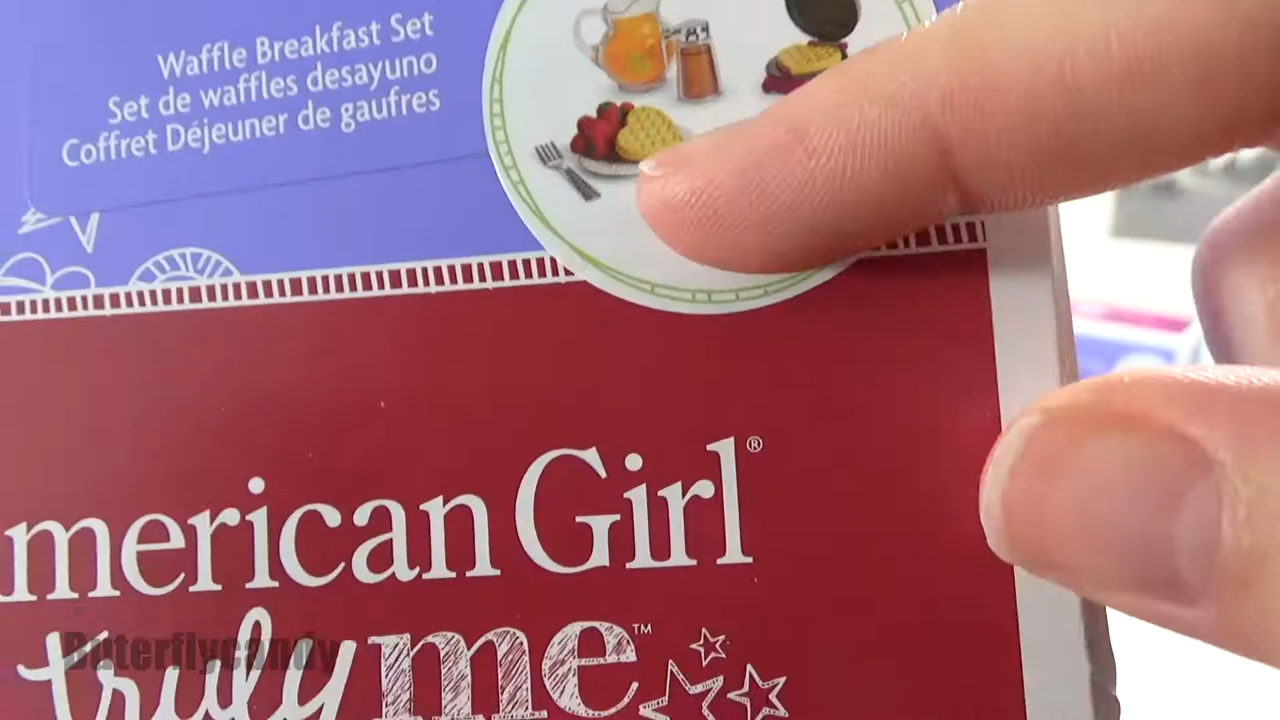 Waffle Breakfast Set
Set de waffles desayuno
Coffret Déjeuner de gaufres
merican Girl®
truly me™
Butterflycandy